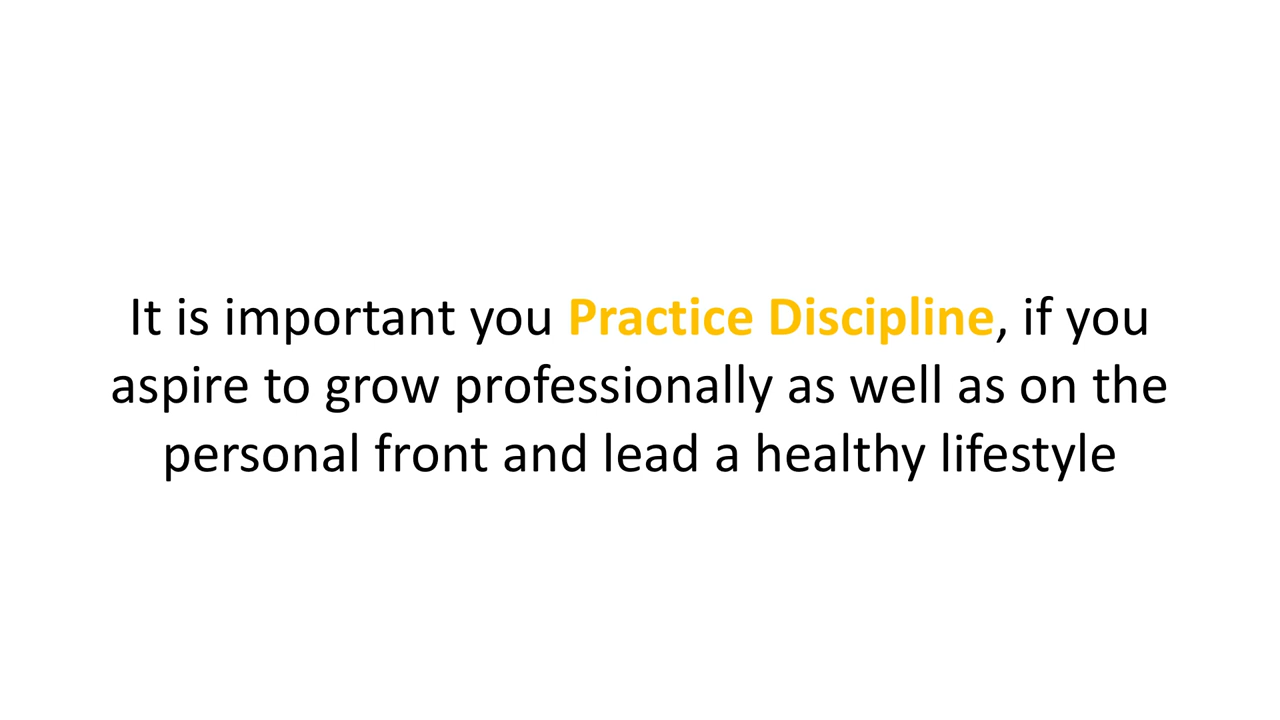 It is important you Practice Discipline, if you
aspire to grow professionally as well as on the
personal front and lead a healthy lifestyle